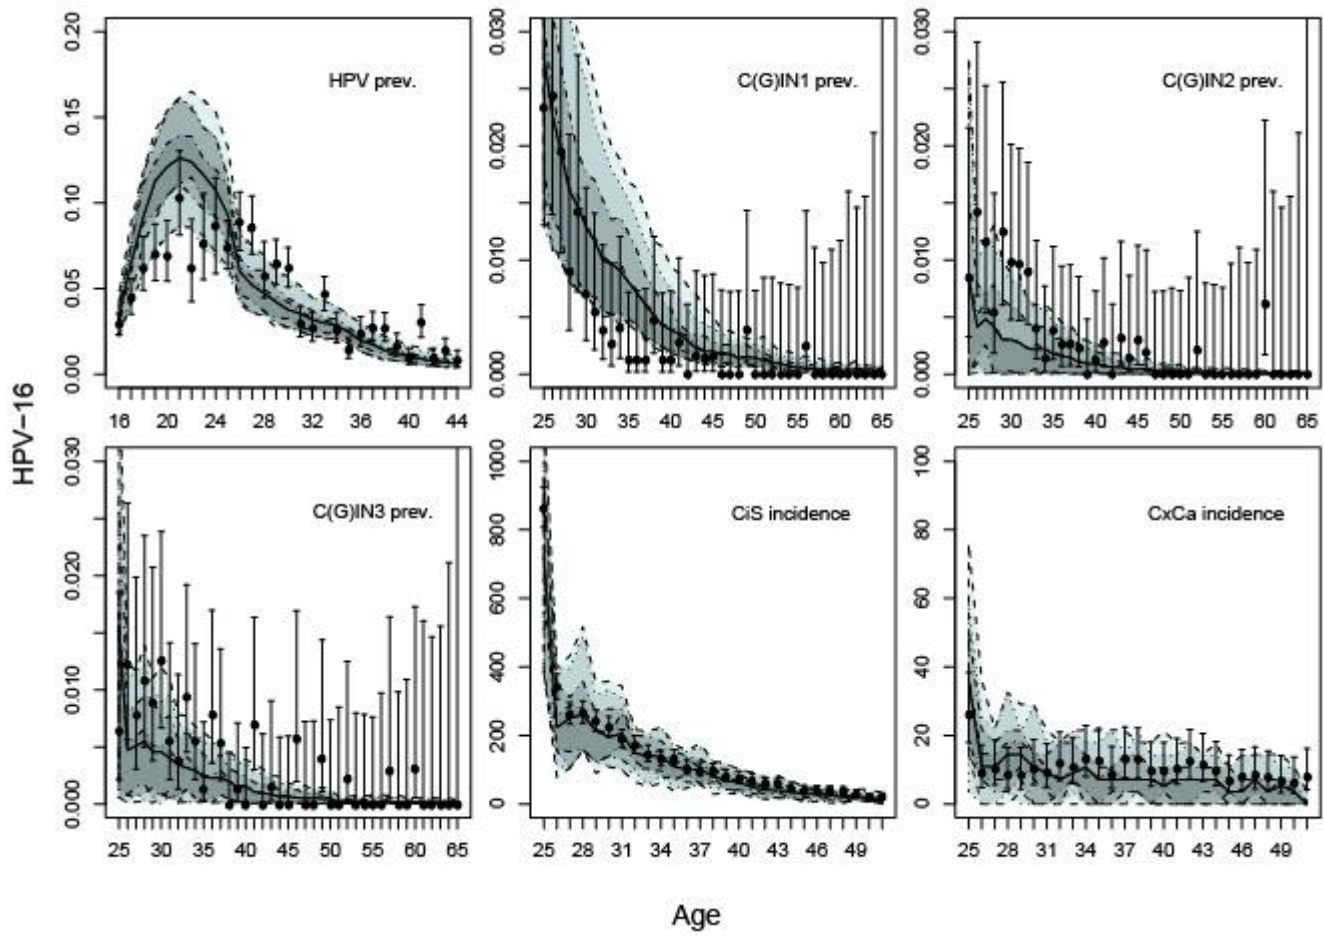 HPV-16
0.20
0.15
0.10
0.05
0.00
HPV prev.
16 20 24 28 32 36 40 44
0.030
0.020
0.010
0.000
C(G)IN1 prev.
25 30 35 40 45 50 55 60 65
0.030
0.020
0.010
0.000
C(G)IN2 prev.
25 30 35 40 45 50 55 60 65
0.030
0.020
0.010
0.000
C(G)IN3 prev.
25 30 35 40 45 50 55 60 65
1000
800
600
400
200
0
CiS incidence
25 28 31 34 37 40 43 46 49
100
80
60
40
20
0
CxCa incidence
25 28 31 34 37 40 43 46 49
Age